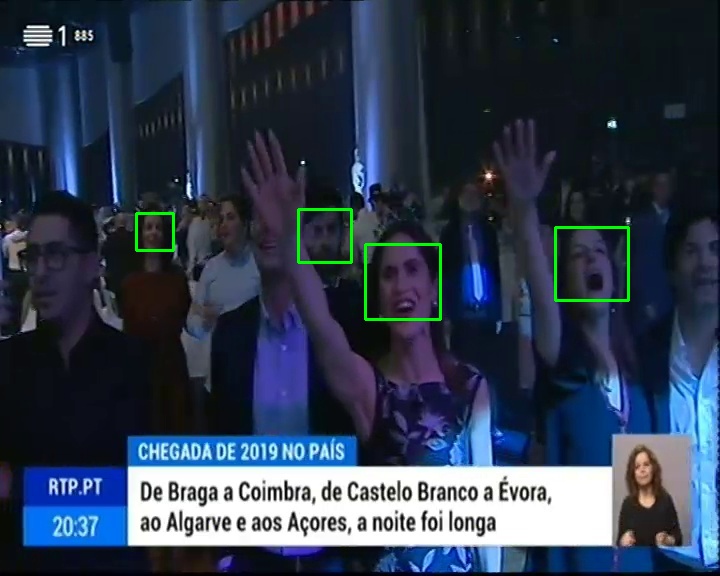 1 885
CHEGADA DE 2019 NO PAÍS
RTP.PT
De Braga a Coimbra, de Castelo Branco a Évora,
20:37
ao Algarve e aos Açores, a noite foi longa